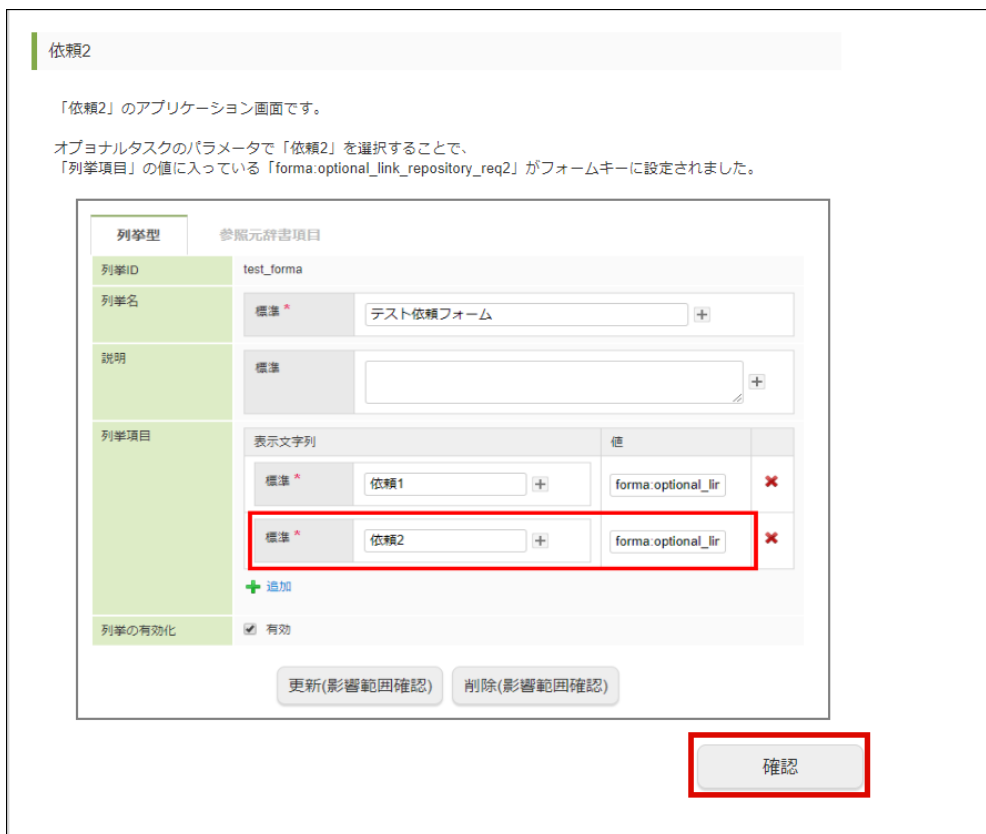 依頼2
「依頼2」のアプリケーション画面です。
オプョナルタスクのパラメータで「依頼2」を選択することで、
「列挙項目」の値に入っている「forma:optional_link_repository_req2」がフォームキーに設定されました。
列挙型 参照元辞書項目
列挙ID test_forma
列挙名 標準 * テスト依頼フォーム
説明 標準
列挙項目 表示文字列 値
標準 * 依頼1 forma:optional_lir
標準 * 依頼2 forma:optional_lir
追加
列挙の有効化 有効
更新(影響範囲確認) 削除(影響範囲確認)
確認